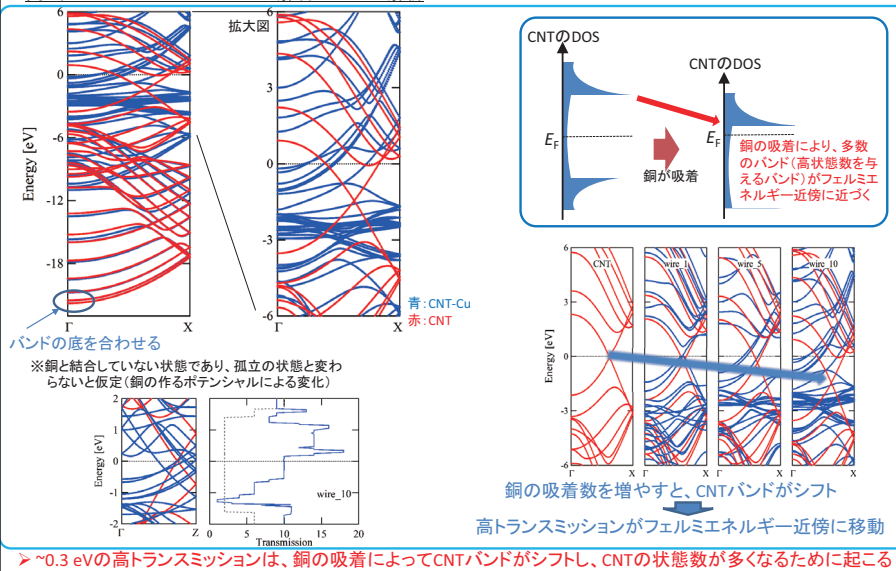 拡大図
6
0
-6
-12
-18
Energy [eV]
Γ
X
6
3
0
-3
-6
Γ
X
青:CNT-Cu
赤:CNT
バンドの底を合わせる
※銅と結合していない状態であり、孤立の状態と変わ
らないと仮定(銅の作るポテンシャルによる変化)
2
1
0
-1
-2
Energy [eV]
Γ
Z
wire_10
0
5
10
15
20
Transmission
CNTのDOS
CNTのDOS
EF
EF
銅が吸着
銅の吸着により、多数
のバンド(高状態数を与
えるバンド)がフェルミエ
ネルギー近傍に近づく
6
3
0
-3
-6
Energy [eV]
CNT
wire_1
wire_5
wire_10
Γ
X
Γ
X
Γ
X
Γ
X
銅の吸着数を増やすと、CNTバンドがシフト
高トランスミッションがフェルミエネルギー近傍に移動
➢ ~0.3 eVの高トランスミッションは、銅の吸着によってCNTバンドがシフトし、CNTの状態数が多くなるために起こる